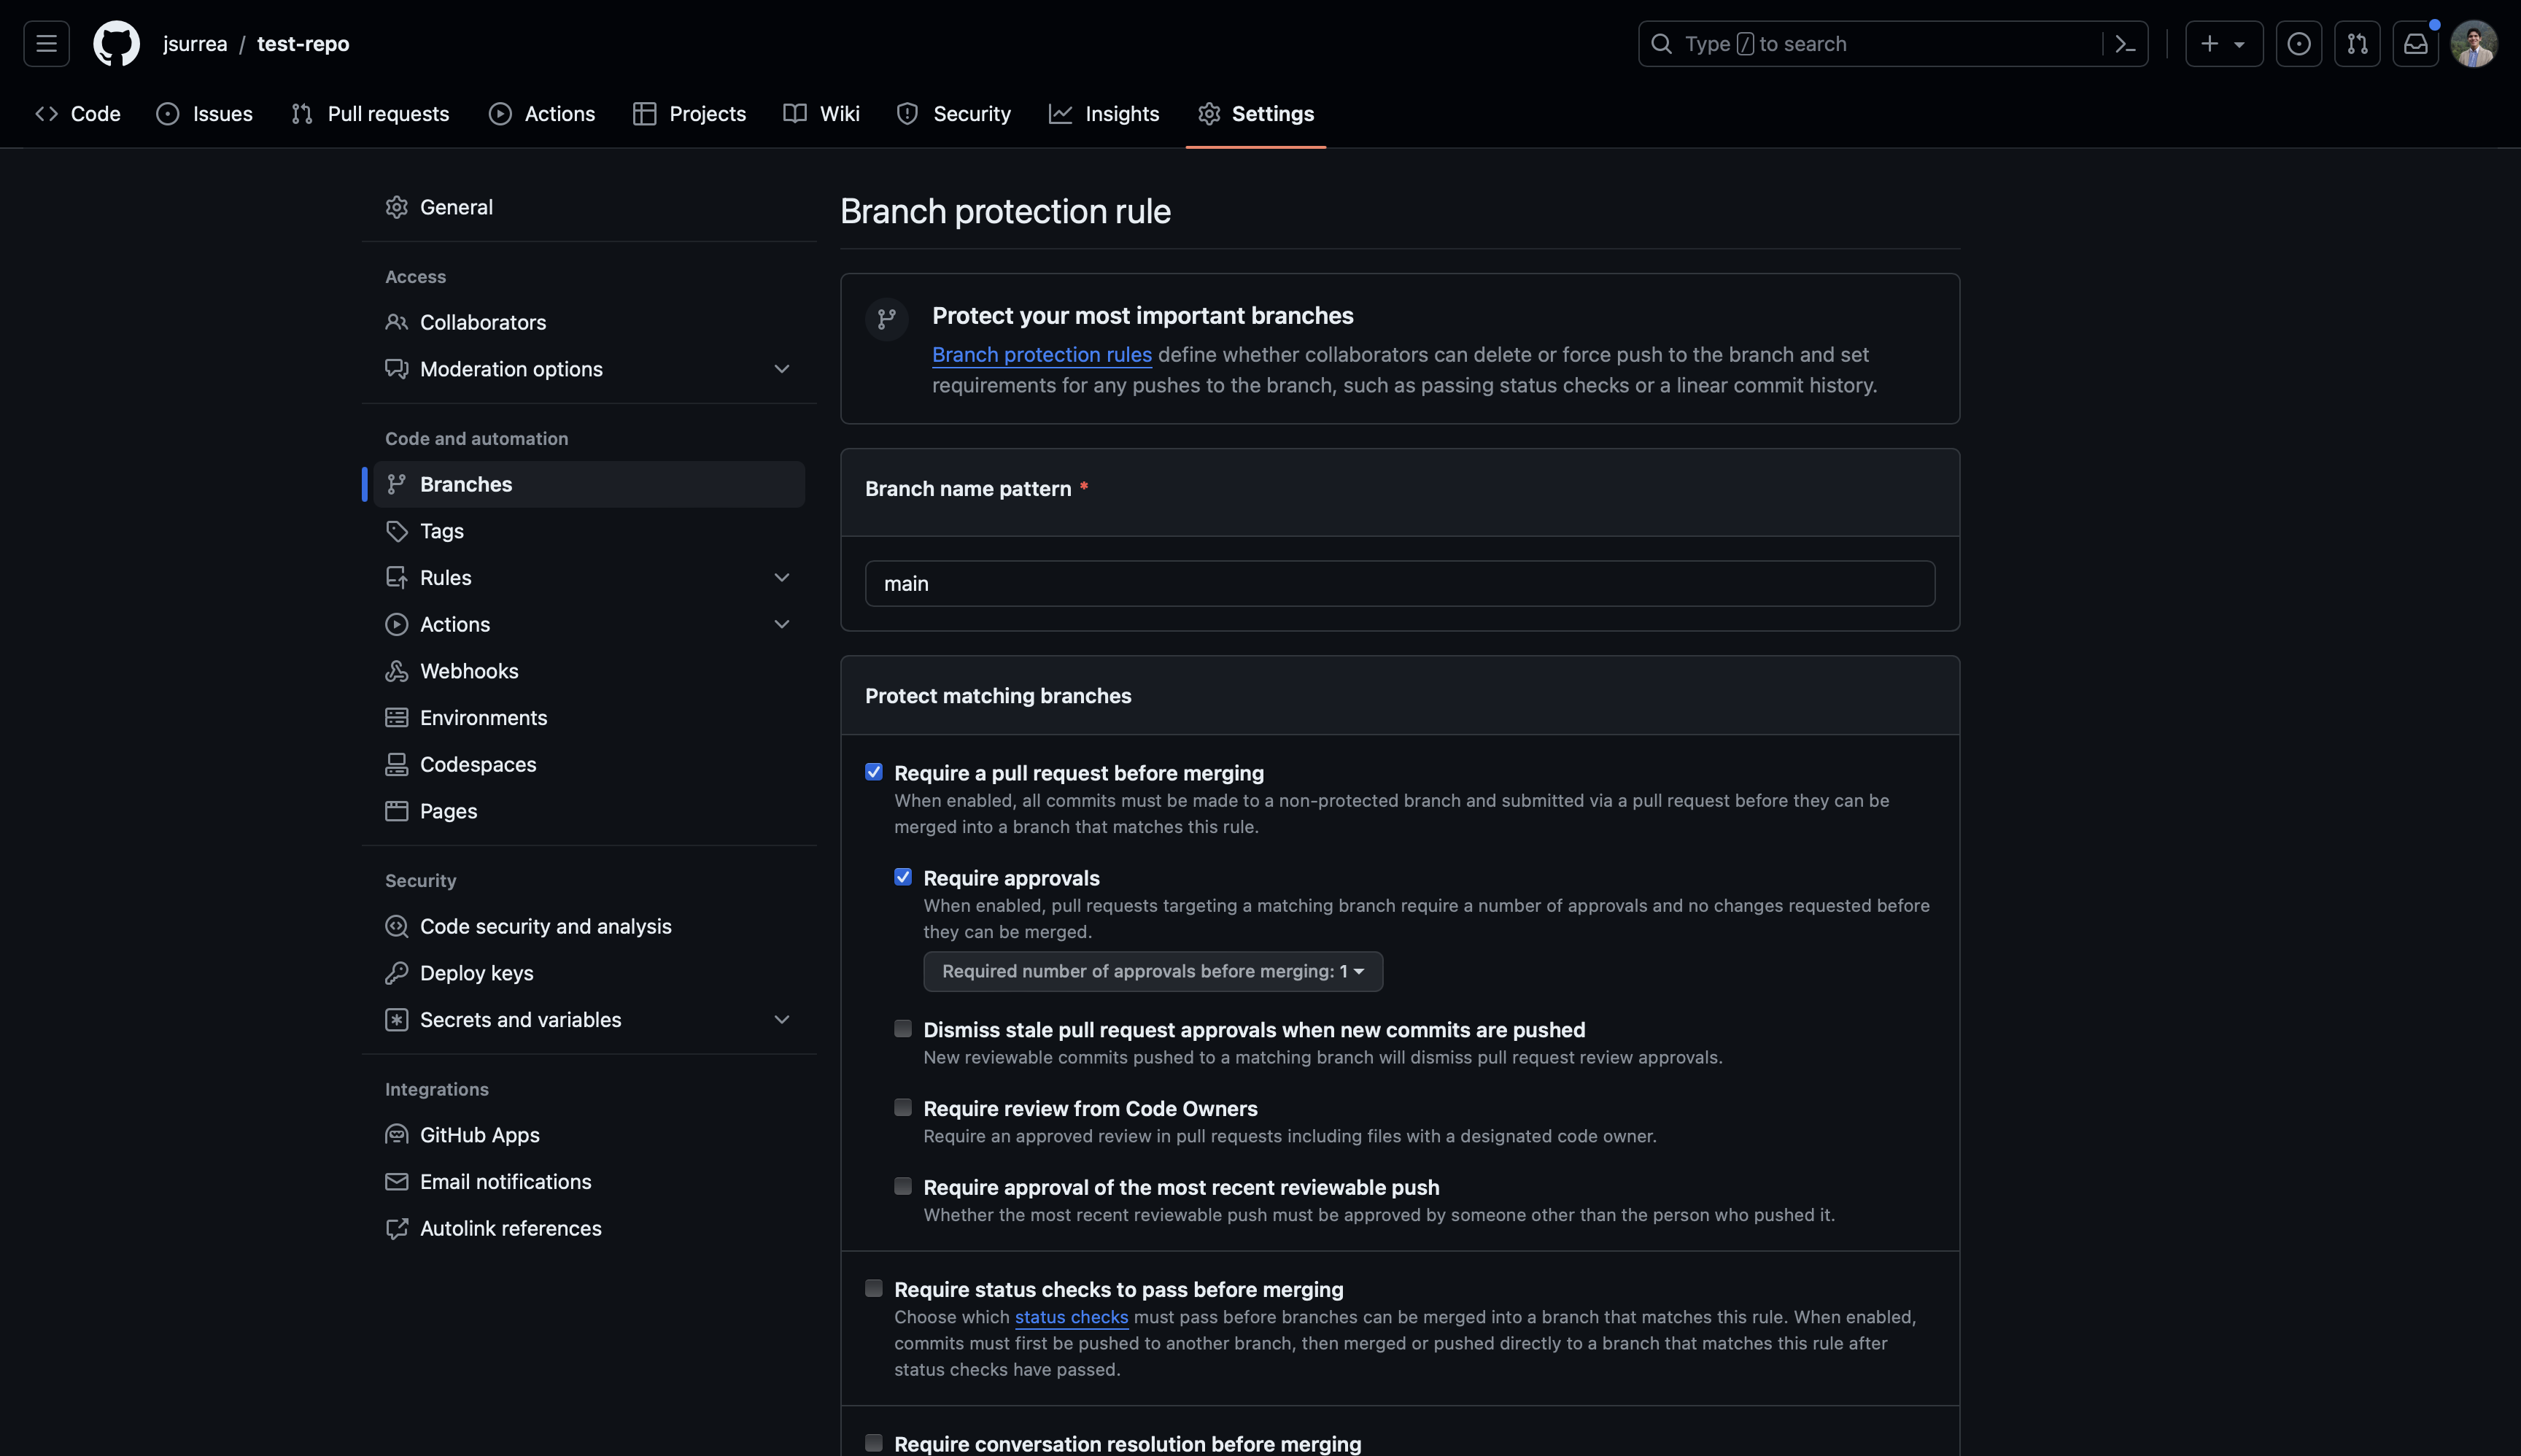 jsurrea / test-repo
Type / to search
Code Issues Pull requests Actions Projects Wiki Security Insights Settings
General
Access
Collaborators
Moderation options
Code and automation
Branches
Tags
Rules
Actions
Webhooks
Environments
Codespaces
Pages
Security
Code security and analysis
Deploy keys
Secrets and variables
Integrations
GitHub Apps
Email notifications
Autolink references
Branch protection rule
Protect your most important branches
Branch protection rules define whether collaborators can delete or force push to the branch and set
requirements for any pushes to the branch, such as passing status checks or a linear commit history.
Branch name pattern *
main
Protect matching branches
Require a pull request before merging
When enabled, all commits must be made to a non-protected branch and submitted via a pull request before they can be
merged into a branch that matches this rule.
Require approvals
When enabled, pull requests targeting a matching branch require a number of approvals and no changes requested before
they can be merged.
Required number of approvals before merging: 1
Dismiss stale pull request approvals when new commits are pushed
New reviewable commits pushed to a matching branch will dismiss pull request review approvals.
Require review from Code Owners
Require an approved review in pull requests including files with a designated code owner.
Require approval of the most recent reviewable push
Whether the most recent reviewable push must be approved by someone other than the person who pushed it.
Require status checks to pass before merging
Choose which status checks must pass before branches can be merged into a branch that matches this rule. When enabled,
commits must first be pushed to another branch, then merged or pushed directly to a branch that matches this rule after
status checks have passed.
Require conversation resolution before merging